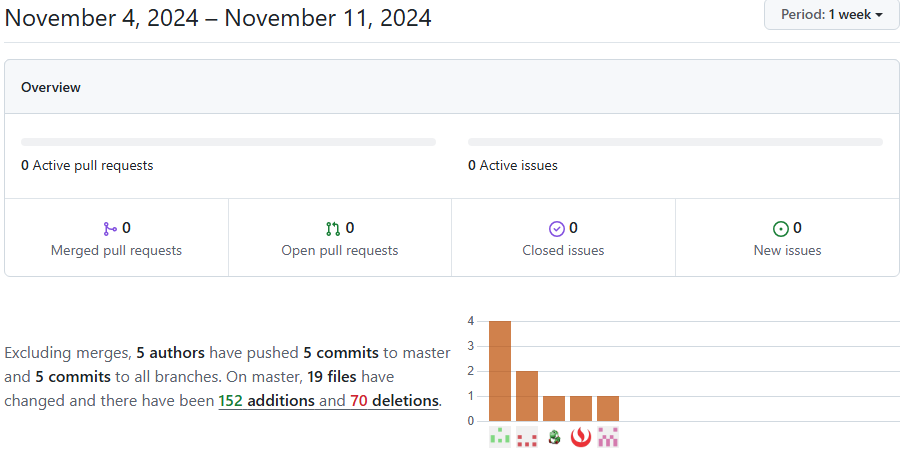 November 4, 2024 – November 11, 2024
Period: 1 week
Overview
0 Active pull requests
0 Active issues
0
Merged pull requests
0
Open pull requests
0
Closed issues
0
New issues
Excluding merges, 5 authors have pushed 5 commits to master
and 5 commits to all branches. On master, 19 files have
changed and there have been 152 additions and 70 deletions.
4
3
2
1
0